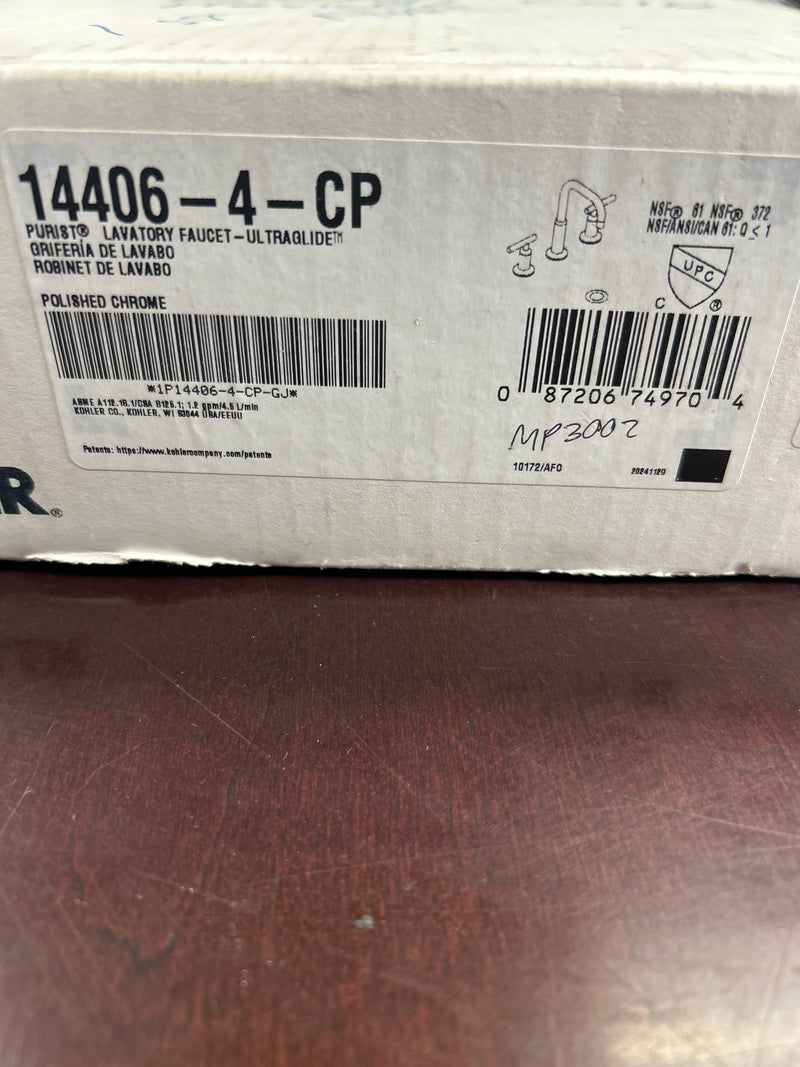 14406-4-CP
PURIST® LAVATORY FAUCET-ULTRAGLIDE™
GRIFERÍA DE LAVABO
ROBINET DE LAVABO
POLISHED CHROME
*1P14406-4-CP-GJ*
ASME A112.18.1/CSA B125.1; 1.2 gpm/4.5 L/min
KOHLER CO., KOHLER, WI 53044 USA/EEUU
Patents: https://www.kohlercompany.com/patents
NSF® 61 NSF® 372
NSF/ANSI/CAN 61: Q ≤ 1
UPC
C ®
0 87206 74970 4
MP3002
10172/AF0
20241129
R®